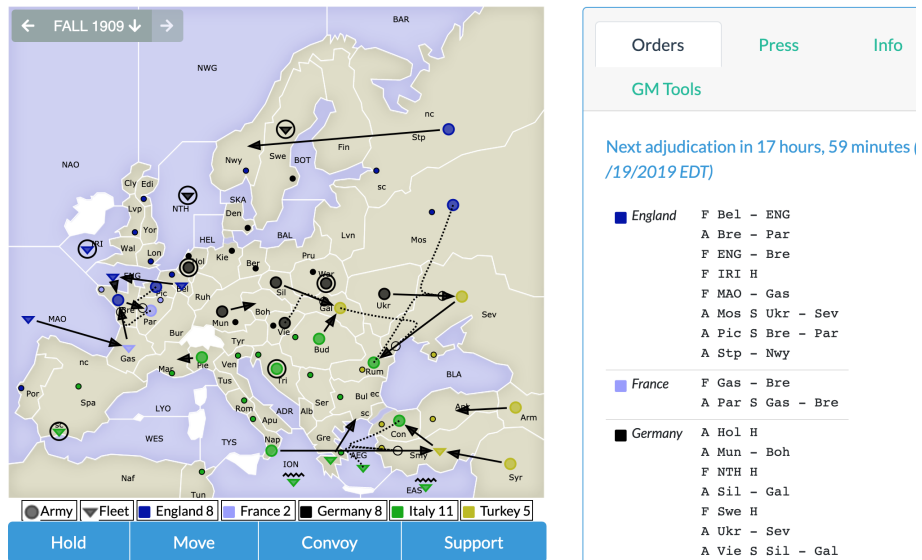 ← FALL 1909 ↓ →
BAR
NWG
nc
Stp
Fin
Nwy
Swe
BOT
NAO
sc
Cly
Edi
SKA
NTH
Lvp
Den
Yor
Lvn
Mos
HEL
BAL
IRI
Wal
Kie
Lon
Hol
Ber
Pru
War
ENG
Bel
Sil
Ukr
Pic
Ruh
Bre
Gal
Sev
MAO
Par
Boh
Mun
Vie
Bur
Tyr
Bud
Gas
nc
Mar
Pie
Ven
Tri
Rum
BLA
Por
Spa
Tus
Ser
Bul
ec
LYO
Rom
ADR
Alb
sc
Ank
Arm
Apu
sc
WES
Nap
Gre
Con
TYS
AEG
Smy
ION
Syr
Naf
Tun
EAS
Army
Fleet
England 8
France 2
Germany 8
Italy 11
Turkey 5
Hold
Move
Convoy
Support
Orders
Press
Info
GM Tools
Next adjudication in 17 hours, 59 minutes (
/19/2019 EDT)
England F Bel - ENG
A Bre - Par
F ENG - Bre
F IRI H
F MAO - Gas
A Mos S Ukr - Sev
A Pic S Bre - Par
A Stp - Nwy
France F Gas - Bre
A Par S Gas - Bre
Germany A Hol H
A Mun - Boh
F NTH H
A Sil - Gal
F Swe H
A Ukr - Sev
A Vie S Sil - Gal